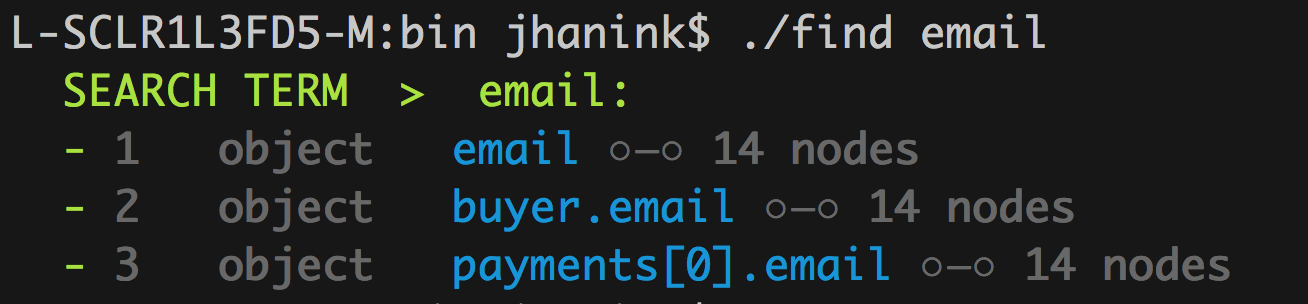 L-SCLR1L3FD5-M:bin jhanink$ ./find email
SEARCH TERM  >  email:
- 1   object   email ○—○ 14 nodes
- 2   object   buyer.email ○—○ 14 nodes
- 3   object   payments[0].email ○—○ 14 nodes